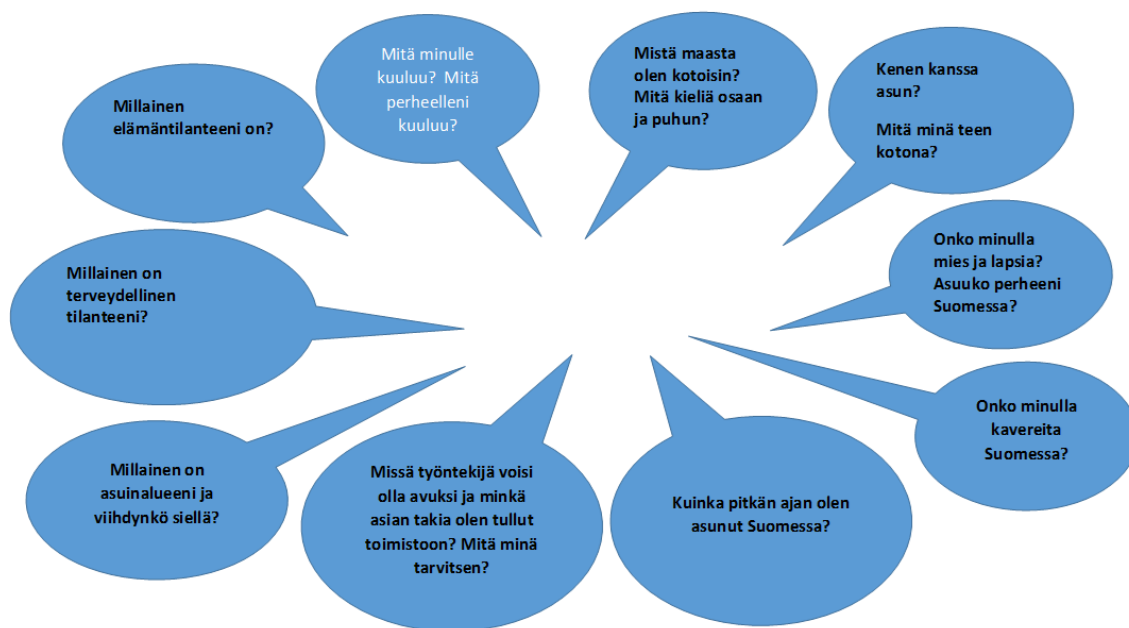 Mitä minulle
kuuluu? Mitä
perheelleni
kuuluu?
Mistä maasta
olen kotoisin?
Mitä kieliä osaan
ja puhun?
Kenen kanssa
asun?
Mitä minä teen
kotona?
Millainen
elämäntilanteeni on?
Onko minulla
mies ja lapsia?
Asuuko perheeni
Suomessa?
Millainen on
terveydellinen
tilanteeni?
Onko minulla
kavereita
Suomessa?
Millainen on
asuinalueeni ja
viihdynkö siellä?
Missä työntekijä voisi
olla avuksi ja minkä
asian takia olen tullut
toimistoon? Mitä minä
tarvitsen?
Kuinka pitkän ajan olen
asunut Suomessa?